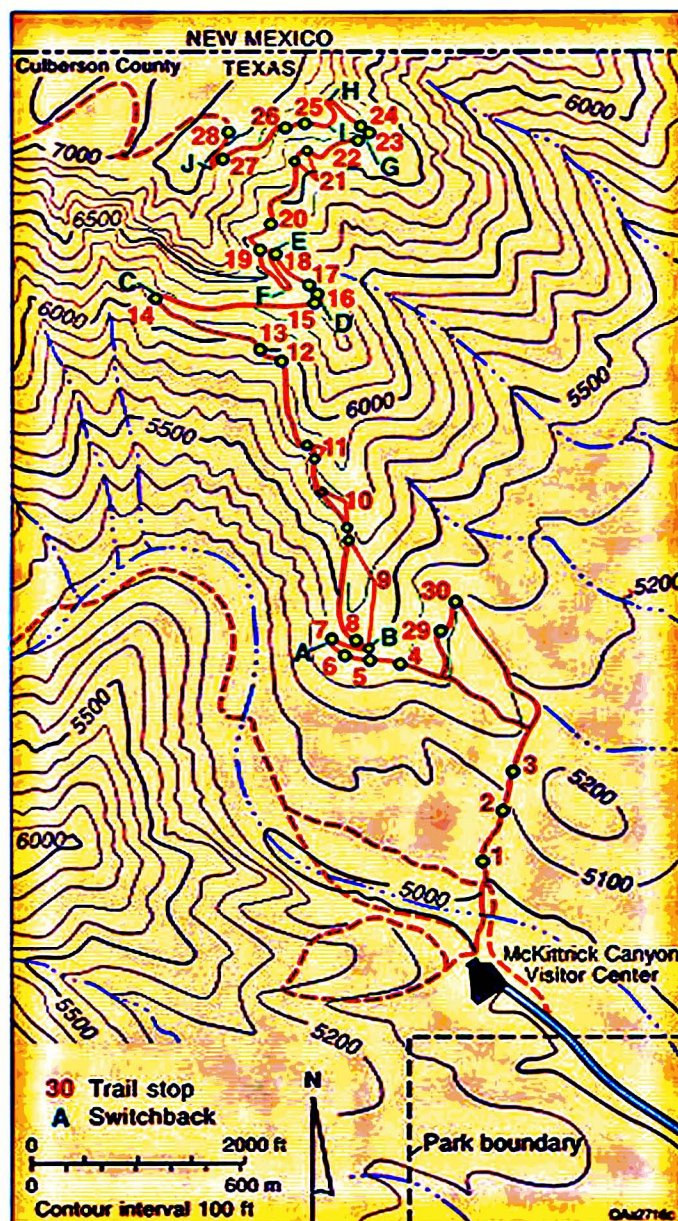 NEW MEXICO
Culberson County
TEXAS
H
6000
25
24
26
28
I
23
7000
22
J
27
G
21
6500
20
E
19
18
17
C
F
16
14
15
D
6000
13
5500
12
6000
5500
11
10
5200
9
30
7
8
29
A
B
6
5
4
5500
3
5200
2
6000
1
5100
5000
McKittrick Canyon
Visitor Center
5500
5200
30 Trail stop
N
A Switchback
0 2000 ft
Park boundary
0 600 m
Contour interval 100 ft
QAa2716c